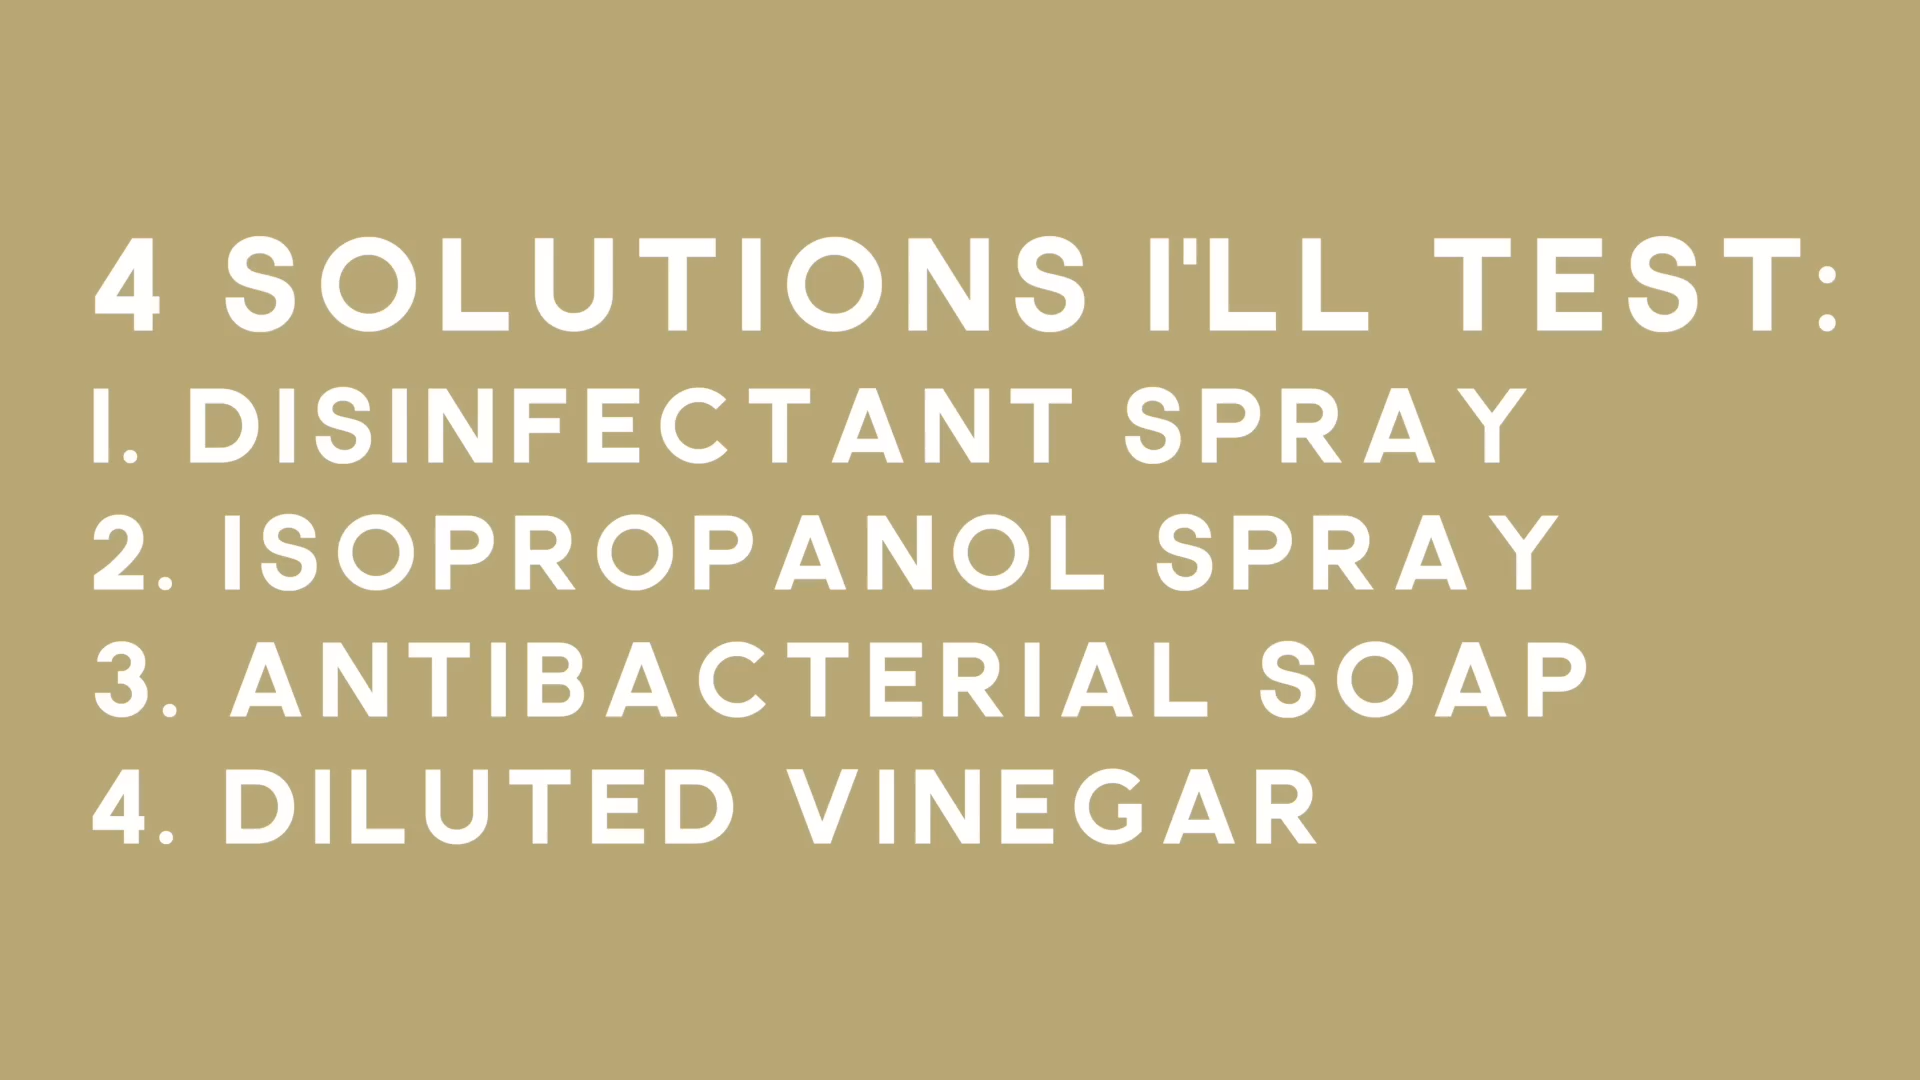 4 SOLUTIONS I'LL TEST:
1. DISINFECTANT SPRAY
2. ISOPROPANOL SPRAY
3. ANTIBACTERIAL SOAP
4. DILUTED VINEGAR